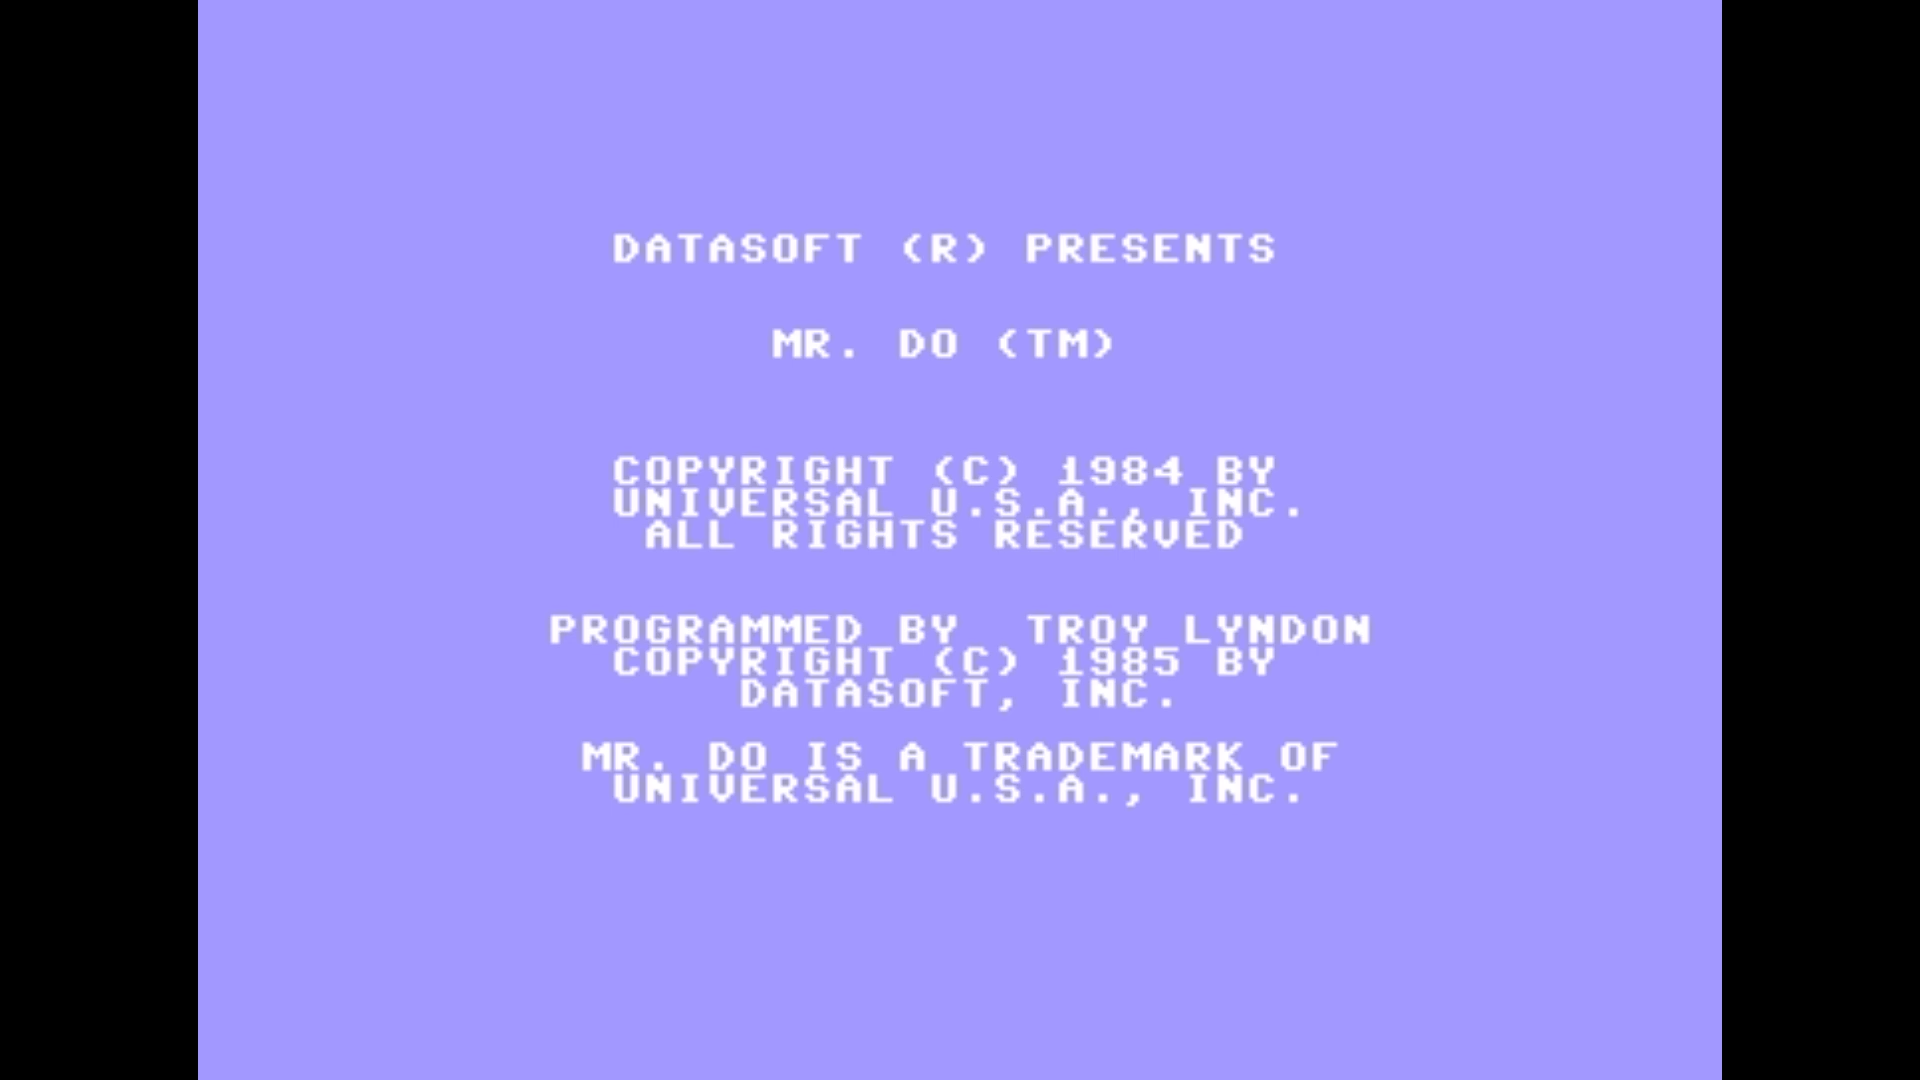 DATASOFT (R) PRESENTS
MR. DO (TM)
COPYRIGHT (C) 1984 BY
UNIVERSAL U.S.A., INC.
ALL RIGHTS RESERVED
PROGRAMMED BY  TROY LYNDON
COPYRIGHT (C) 1985 BY
DATASOFT, INC.
MR. DO IS A TRADEMARK OF
UNIVERSAL U.S.A., INC.